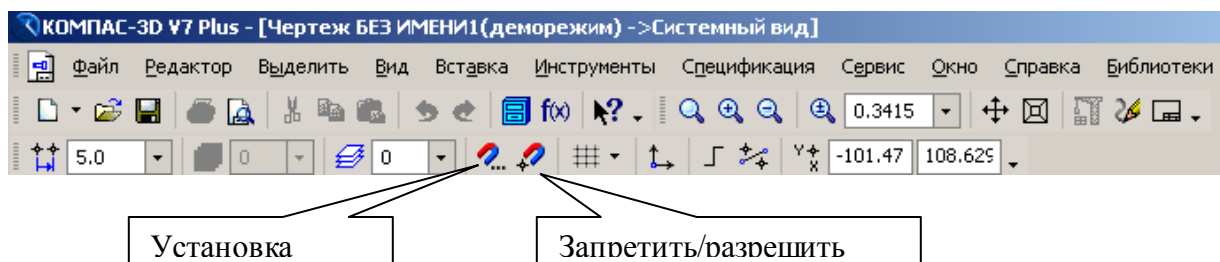 КОМПАС-3D V7 Plus - [Чертеж БЕЗ ИМЕНИ1(деморежим) ->Системный вид]
Файл Редактор Выделить Вид Вставка Инструменты Спецификация Сервис Окно Справка Библиотеки
f(x) 0.3415
5.0 0 0 Y X -101.47 108.629
Установка Запретить/разрешить